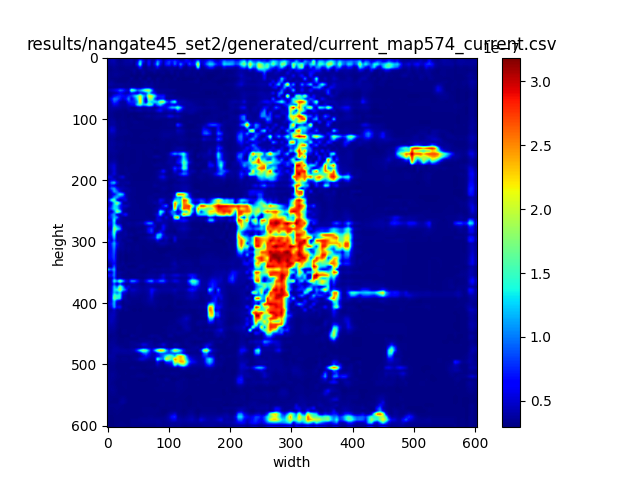 results/nangate45_set2/generated/current_map574_current.csv
1e−7
0
100
200
300
400
500
600
height
0 100 200 300 400 500 600
width
3.0
2.5
2.0
1.5
1.0
0.5